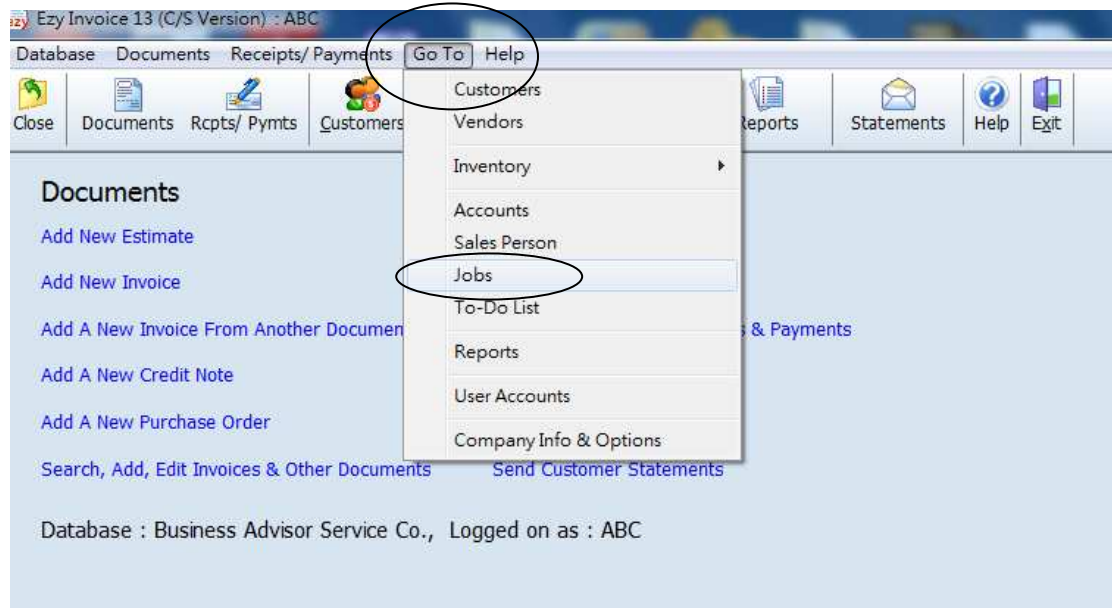 Ezy Invoice 13 (C/S Version) : ABC
Database Documents Receipts/ Payments Go To Help
Close Documents Rcpts/ Pymts Customers Reports Statements Help Exit
Customers
Vendors
Inventory
Accounts
Sales Person
Jobs
To-Do List
Reports
User Accounts
Company Info & Options
Documents
Add New Estimate
Add New Invoice
Add A New Invoice From Another Documen & Payments
Add A New Credit Note
Add A New Purchase Order
Search, Add, Edit Invoices & Other Documents Send Customer Statements
Database : Business Advisor Service Co., Logged on as : ABC